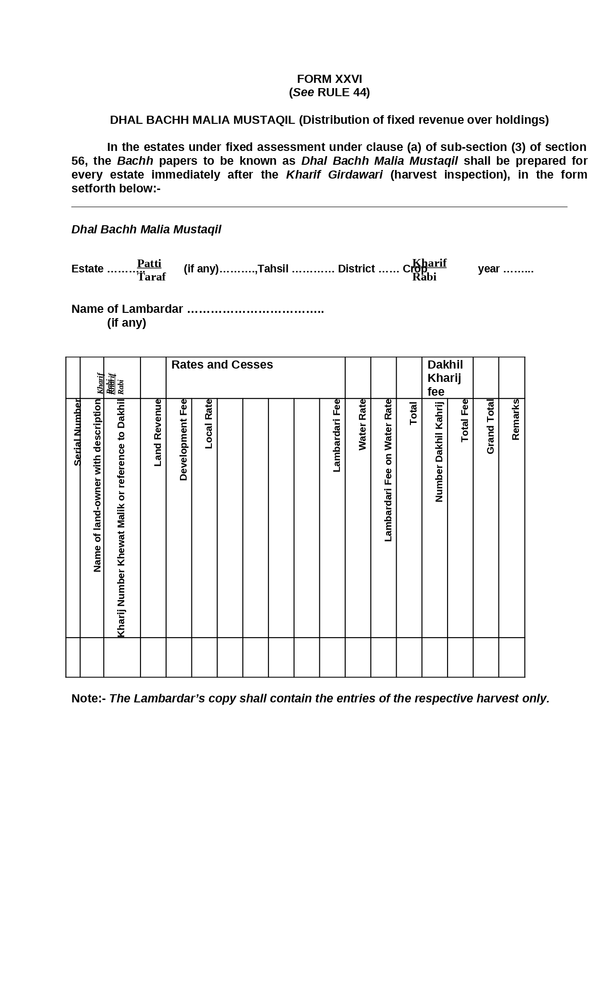 FORM XXVI
(See RULE 44)
DHAL BACHH MALIA MUSTAQIL (Distribution of fixed revenue over holdings)
In the estates under fixed assessment under clause (a) of sub-section (3) of section
56, the Bachh papers to be known as Dhal Bachh Malia Mustaqil shall be prepared for
every estate immediately after the Kharif Girdawari (harvest inspection), in the form
setforth below:-
Dhal Bachh Malia Mustaqil
Estate ……….. Patti (if any)……….,Tahsil ………… District …… Crop Kharif year ……...
Taraf Rabi
Name of Lambardar ……………………………..
(if any)
Kharif
Rabi
Kharif
Rabi
Rates and Cesses
Dakhil
Kharij
fee
Serial Number
Name of land-owner with description
Kharij Number Khewat Malik or reference to Dakhil
Land Revenue
Development Fee
Local Rate
Lambardari Fee
Water Rate
Lambardari Fee on Water Rate
Total
Number Dakhil Kahrij
Total Fee
Grand Total
Remarks
Note:- The Lambardar’s copy shall contain the entries of the respective harvest only.